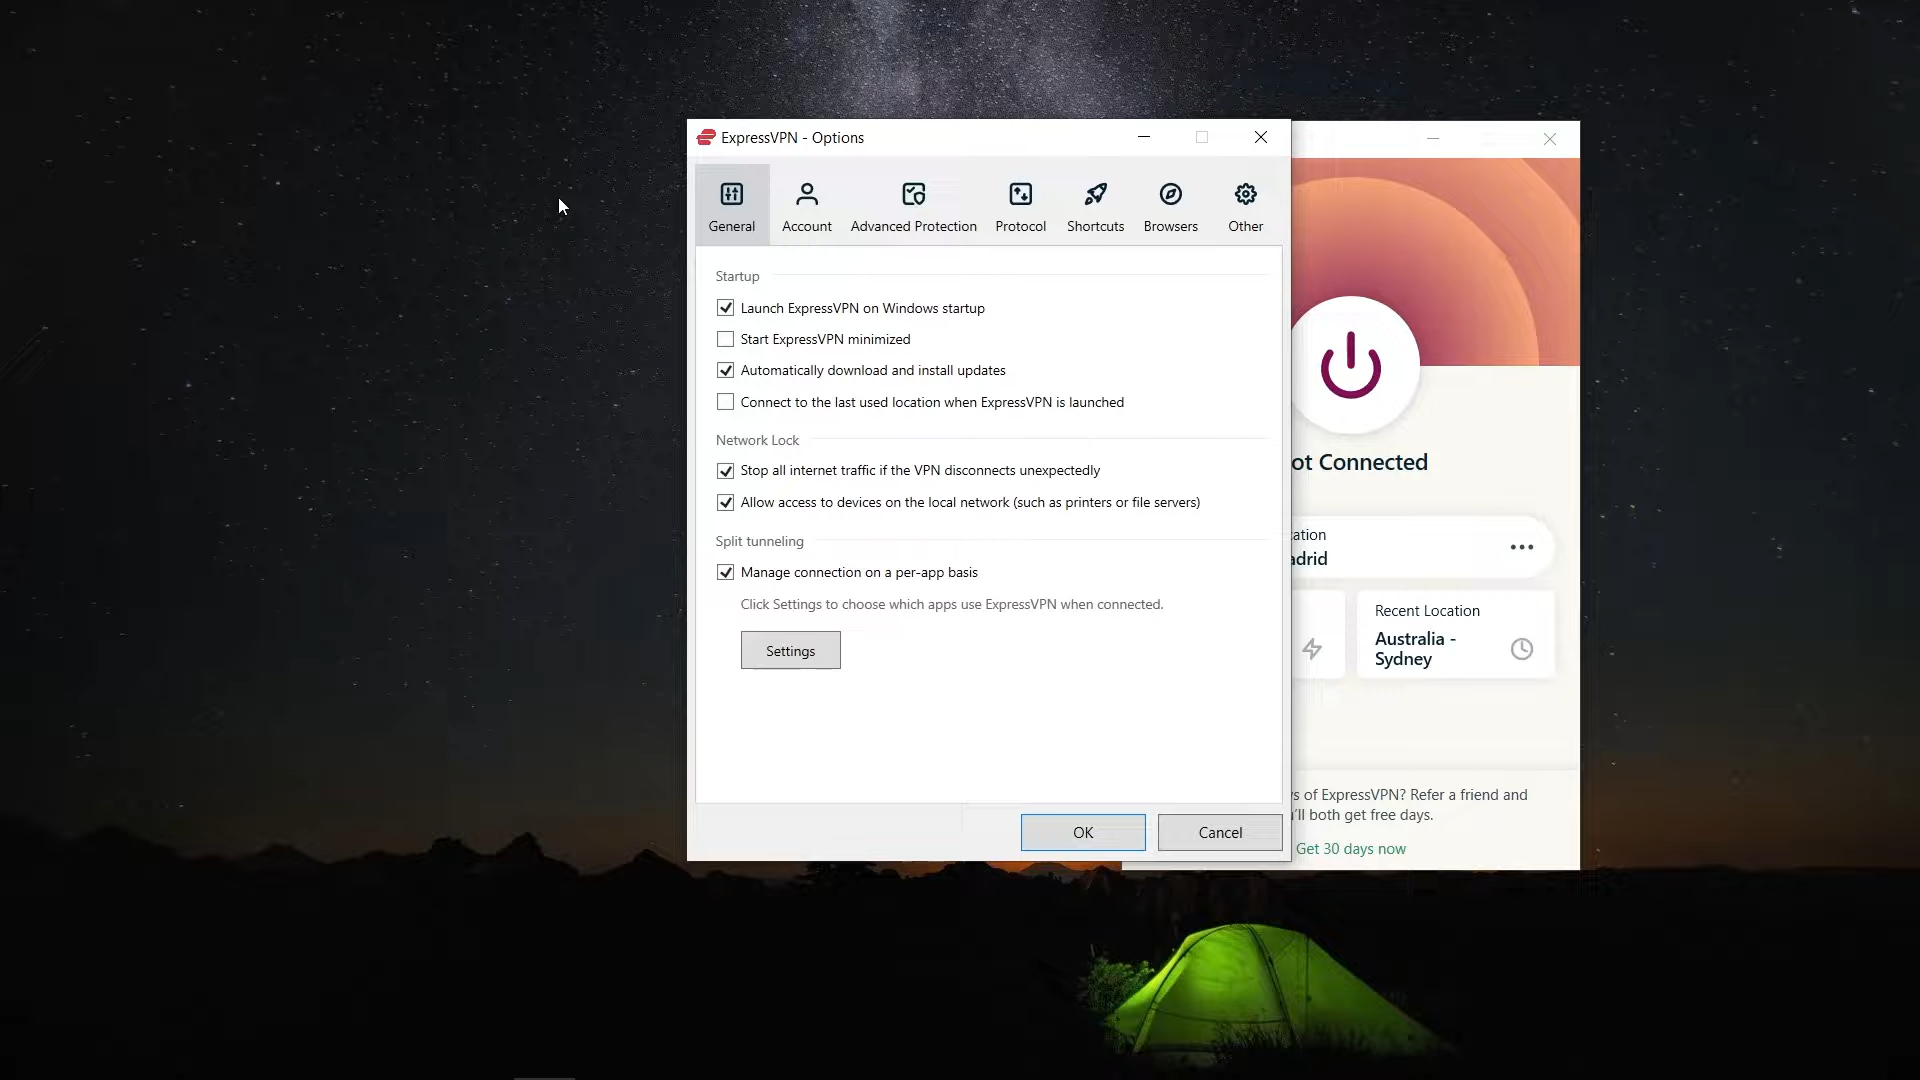 ExpressVPN - Options
General
Account
Advanced Protection
Protocol
Shortcuts
Browsers
Other
Startup
Launch ExpressVPN on Windows startup
Start ExpressVPN minimized
Automatically download and install updates
Connect to the last used location when ExpressVPN is launched
Network Lock
Stop all internet traffic if the VPN disconnects unexpectedly
Allow access to devices on the local network (such as printers or file servers)
Split tunneling
Manage connection on a per-app basis
Click Settings to choose which apps use ExpressVPN when connected.
Settings
OK
Cancel
ot Connected
ation
adrid
Recent Location
Australia -
Sydney
s of ExpressVPN? Refer a friend and
'll both get free days.
Get 30 days now